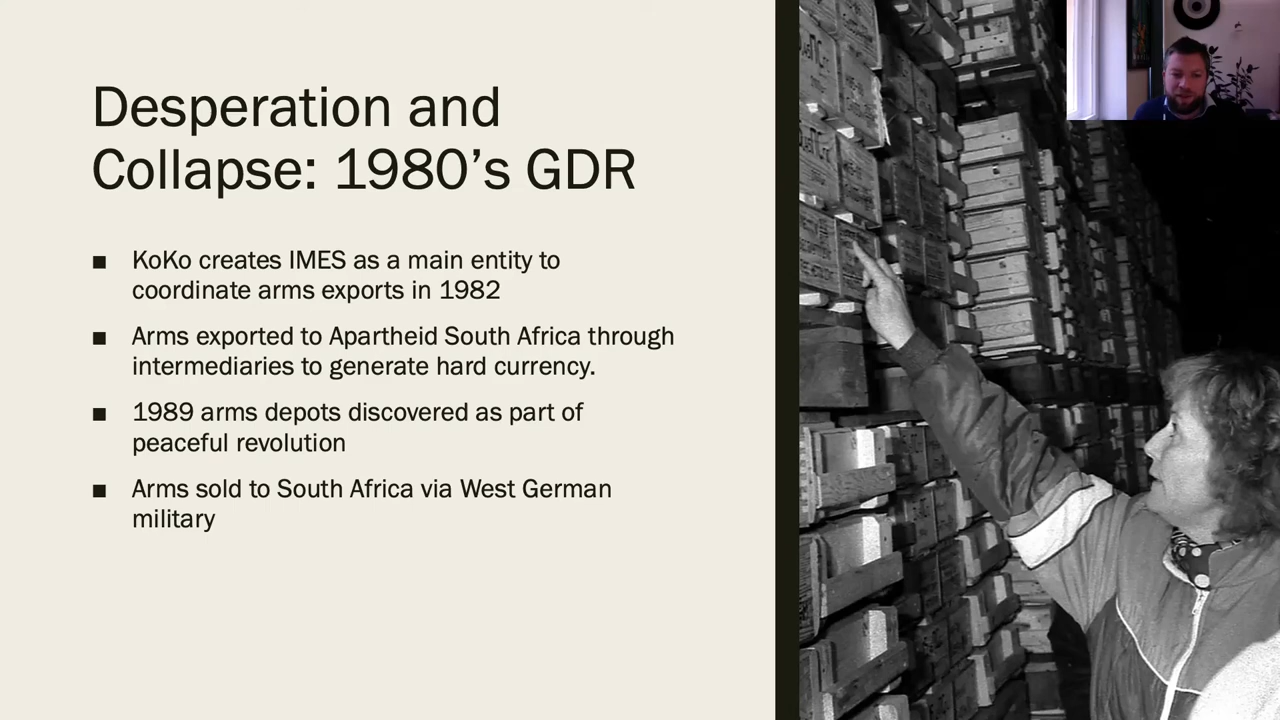 Desperation and
Collapse: 1980’s GDR
■ KoKo creates IMES as a main entity to
coordinate arms exports in 1982
■ Arms exported to Apartheid South Africa through
intermediaries to generate hard currency.
■ 1989 arms depots discovered as part of
peaceful revolution
■ Arms sold to South Africa via West German
military